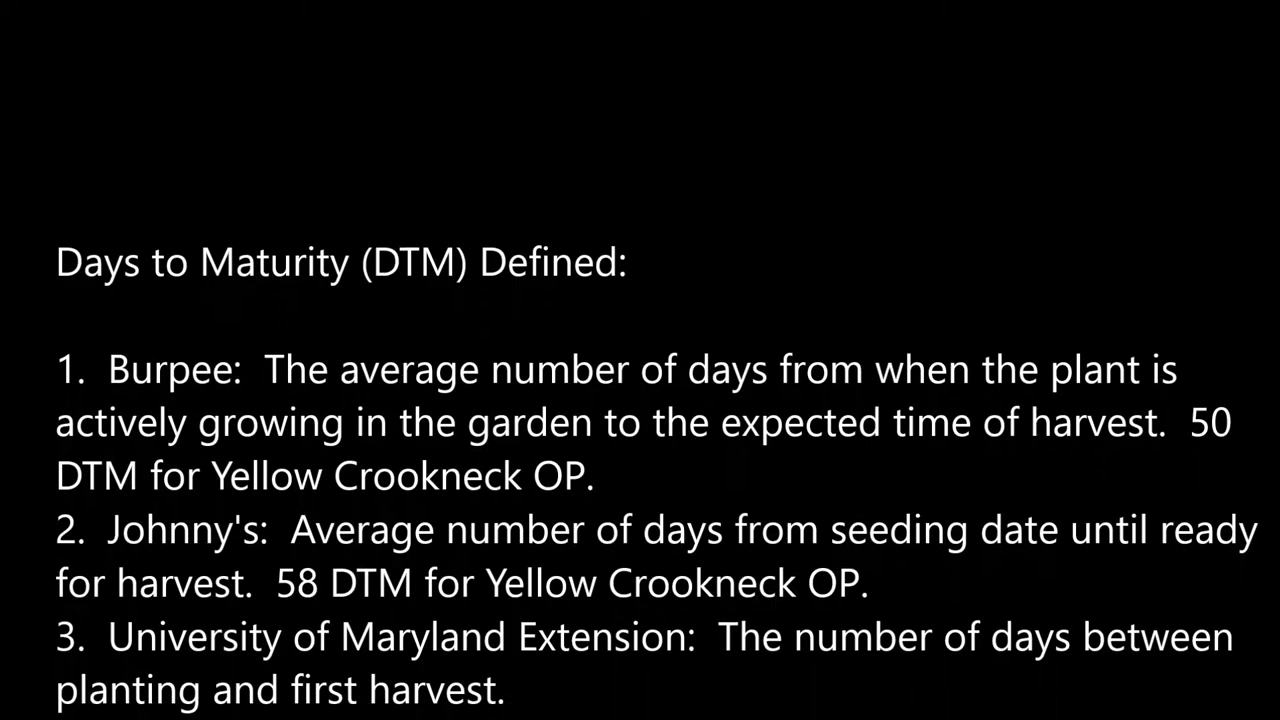 Days to Maturity (DTM) Defined:
1.  Burpee:  The average number of days from when the plant is
actively growing in the garden to the expected time of harvest.  50
DTM for Yellow Crookneck OP.
2.  Johnny's:  Average number of days from seeding date until ready
for harvest.  58 DTM for Yellow Crookneck OP.
3.  University of Maryland Extension:  The number of days between
planting and first harvest.